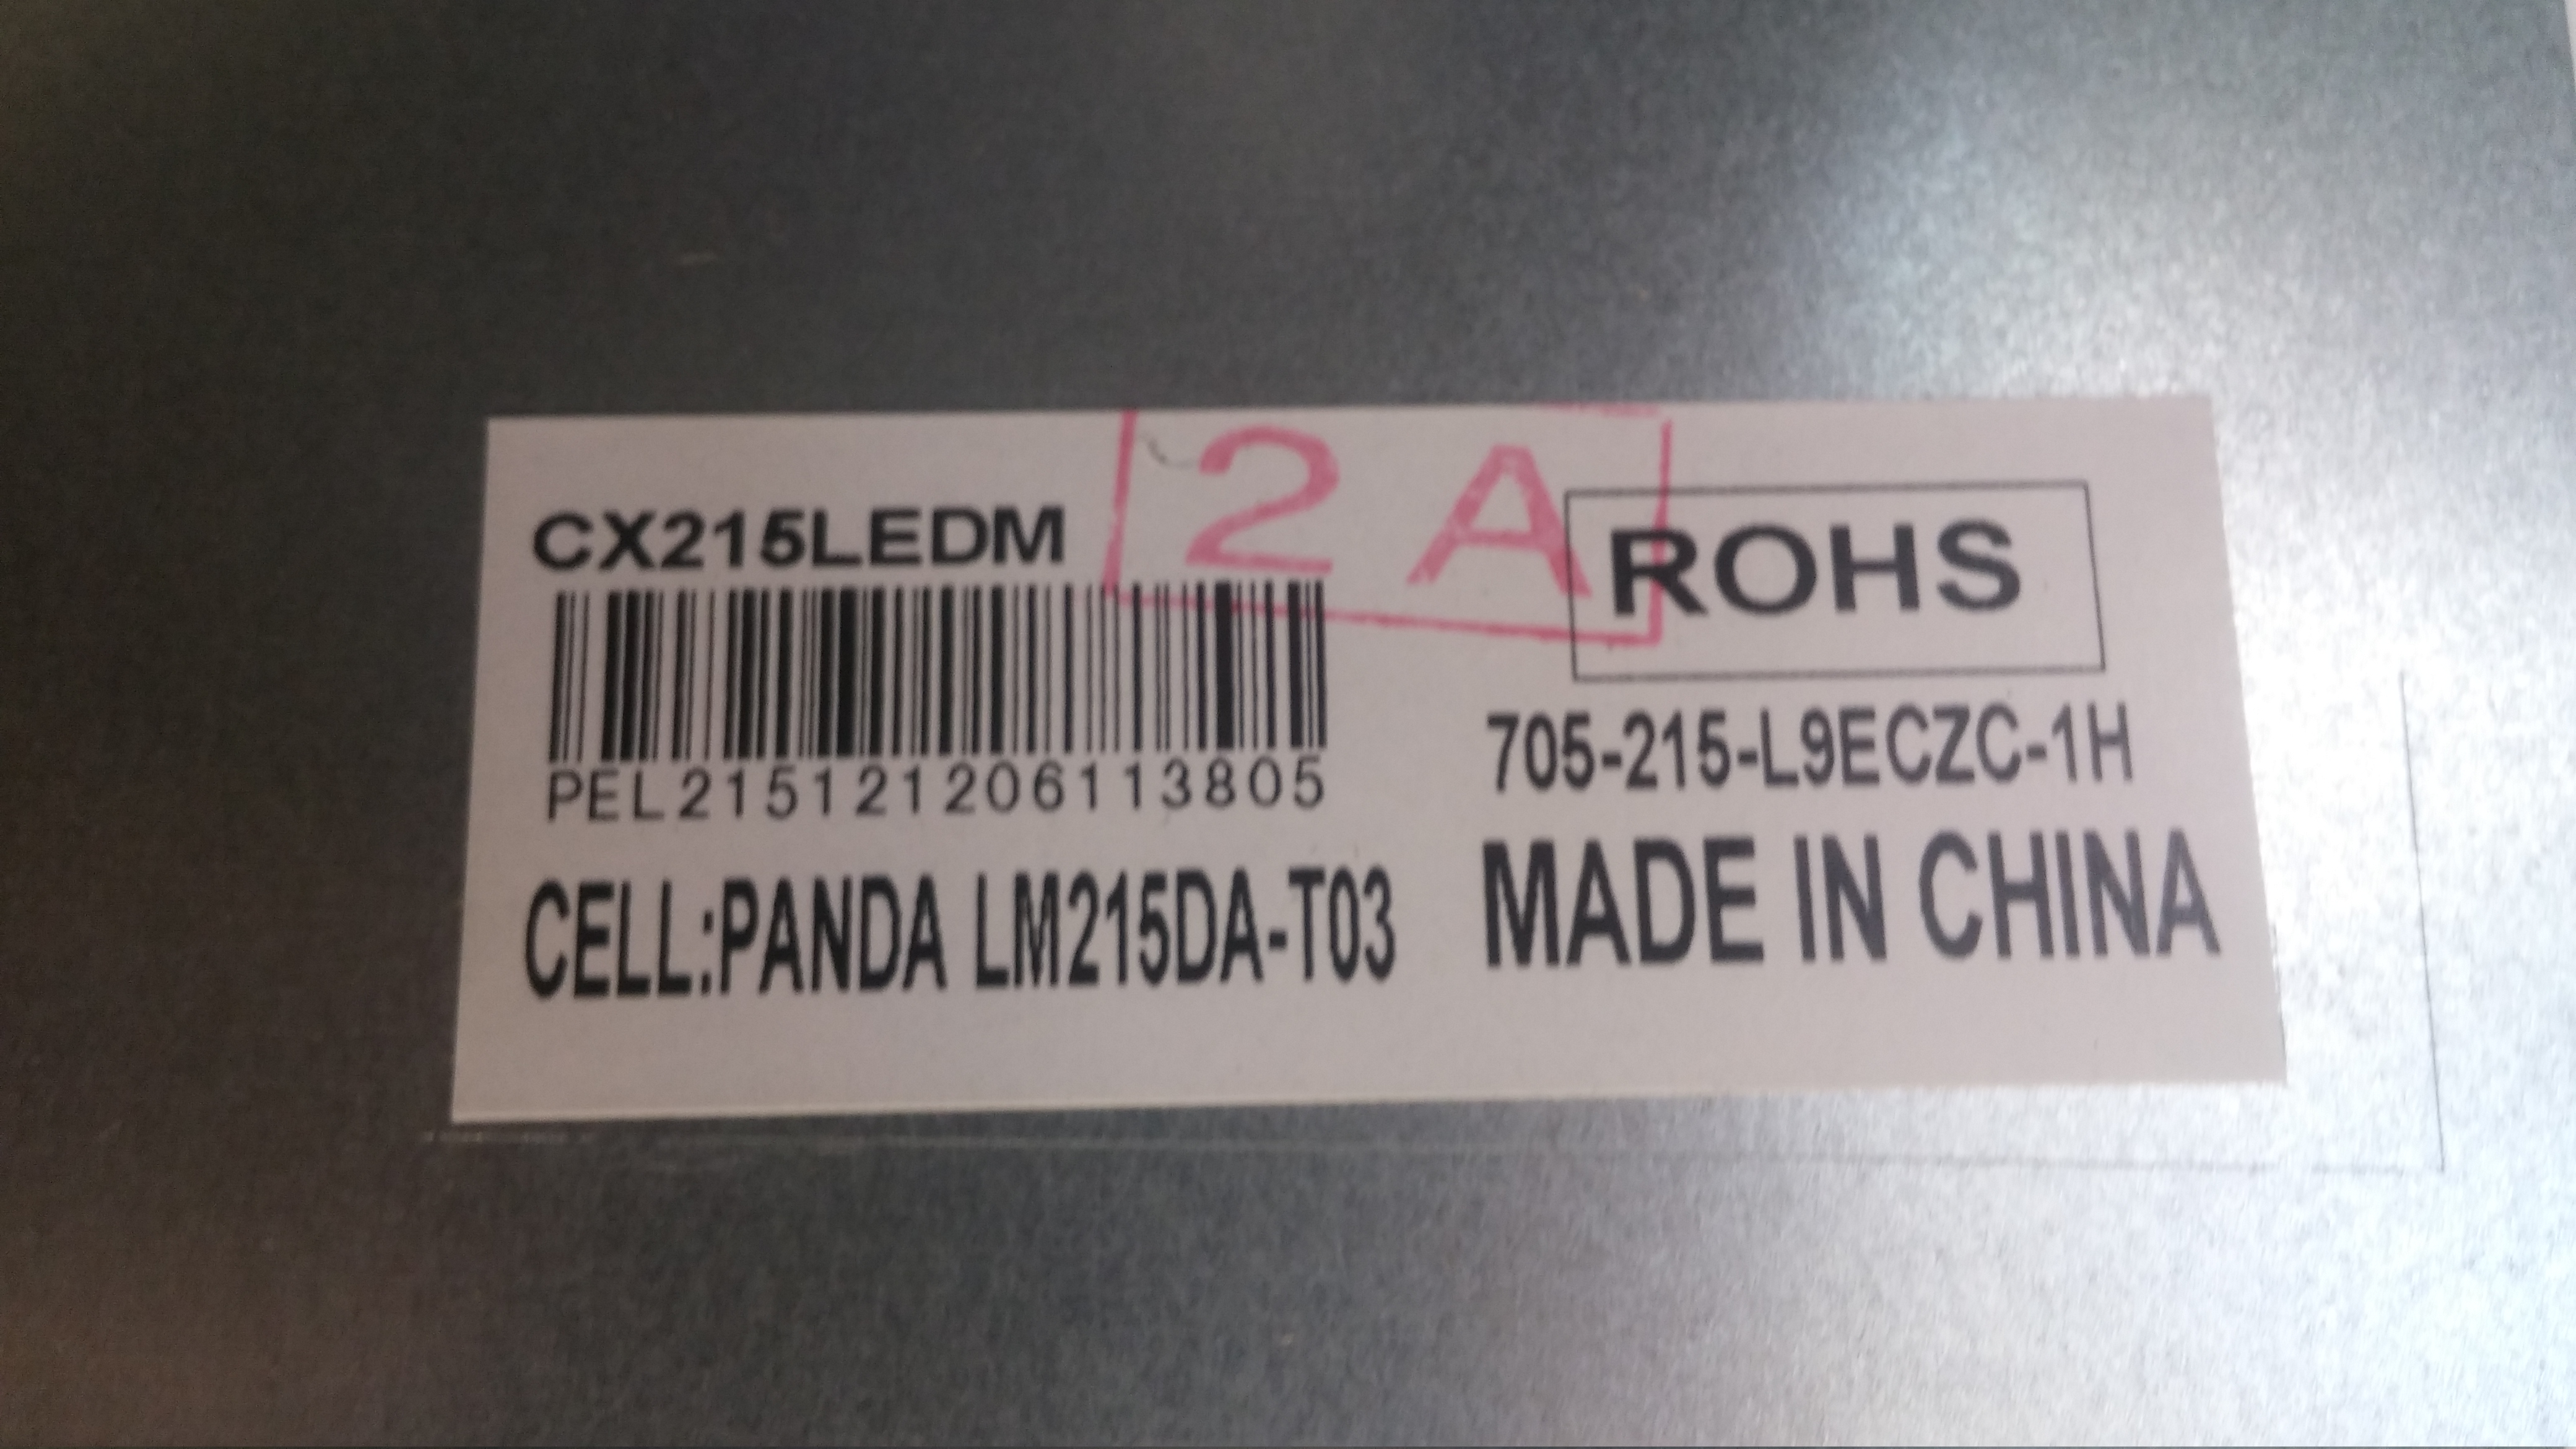 2 A
CX215LEDM
ROHS
PEL215121206113805
705-215-L9ECZC-1H
CELL:PANDA LM215DA-T03
MADE IN CHINA